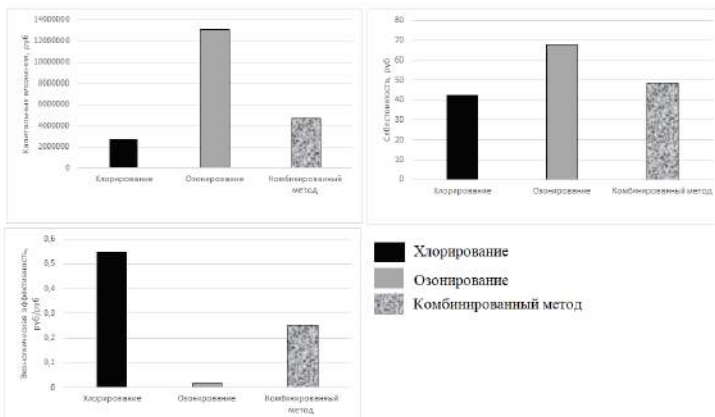 Капитальные вложения, руб
14000000
12000000
10000000
8000000
6000000
4000000
2000000
0
Хлорирование Озонирование Комбинированный
метод
Себестоимость, руб
80
70
60
50
40
30
20
10
0
Хлорирование Озонирование Комбинированный метод
Экономическая эффективность,
руб/руб
0,6
0,5
0,4
0,3
0,2
0,1
0
Хлорирование Озонирование Комбинированный
метод
Хлорирование
Озонирование
Комбинированный метод